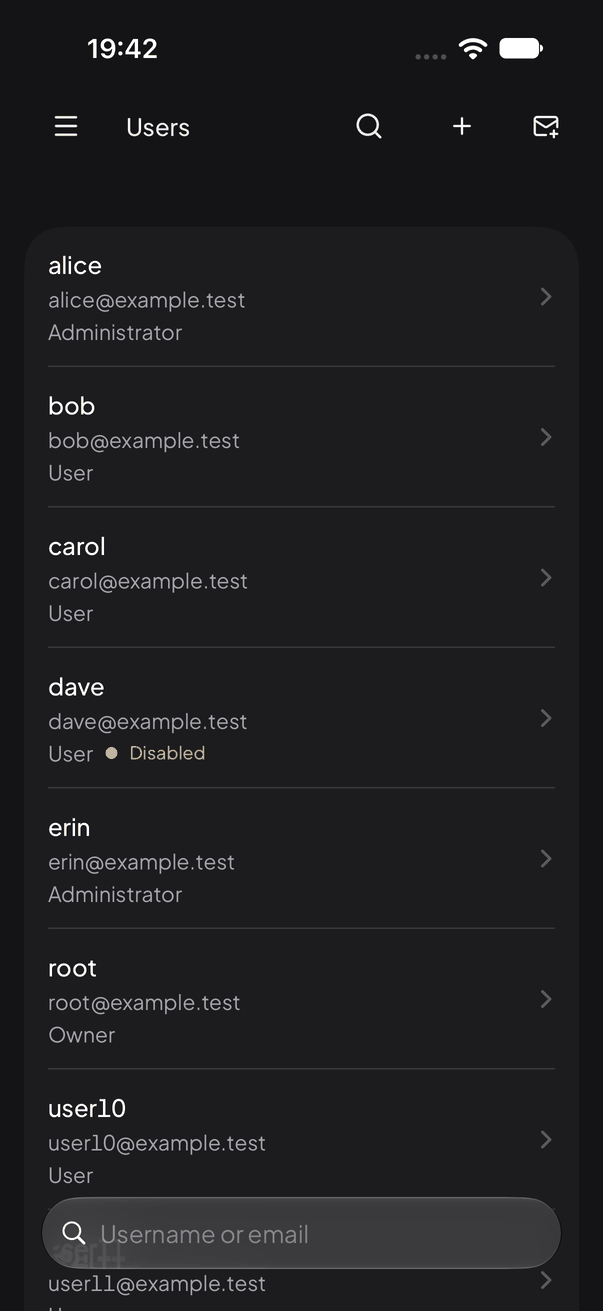 19:42
Users
alice
alice@example.test
Administrator
bob
bob@example.test
User
carol
carol@example.test
User
dave
dave@example.test
User Disabled
erin
erin@example.test
Administrator
root
root@example.test
Owner
user10
user10@example.test
User
Username or email
user11@example.test